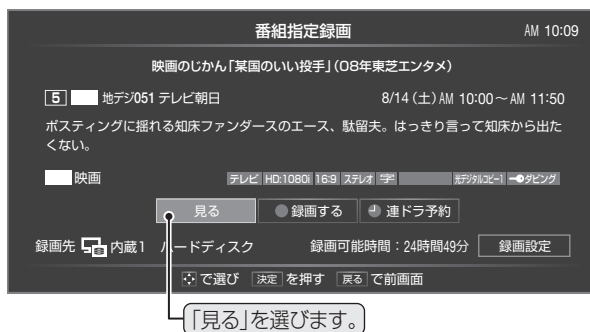 番組指定録画 AM 10:09
映画のじかん「某国のいい投手」（08年東芝エンタメ）
5 地デジ051 テレビ朝日 8/14（土）AM 10:00～AM 11:50
ポスティングに揺れる知床ファンダースのエース、駄留夫。はっきり言って知床から出た
くない。
映画 テレビ HD:1080i 16:9 ステレオ 字 光デジタルコピー1 ダビング
見る 録画する 連ドラ予約
録画先 内蔵1 ハードディスク 録画可能時間：24時間49分 録画設定
で選び 決定 を押す 戻る で前画面
「見る」を選びます。